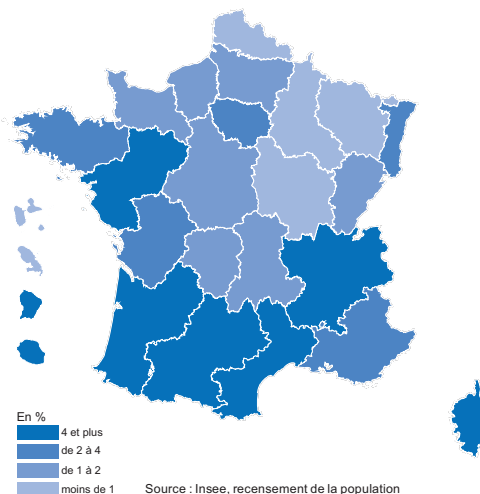 En %
4 et plus
de 2 à 4
de 1 à 2
moins de 1
Source : Insee, recensement de la population